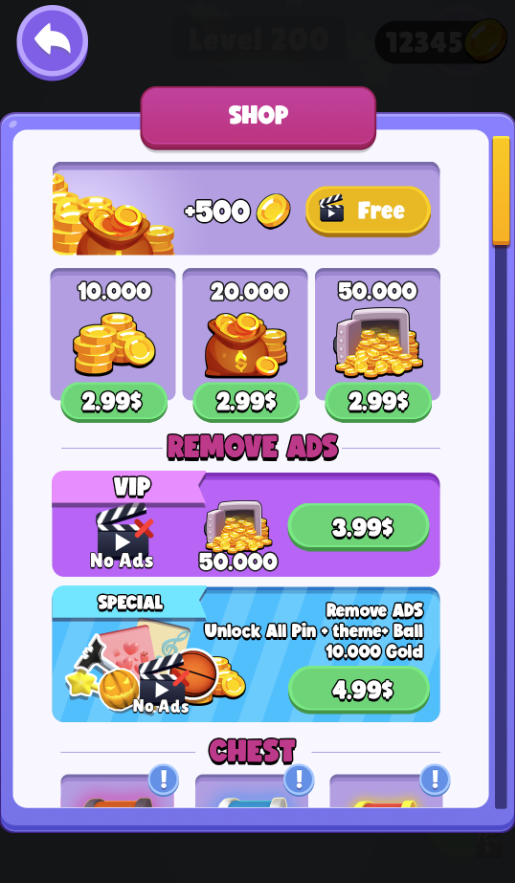 Level 200
12345
SHOP
+500
Free
10.000
20.000
50.000
2.99$
2.99$
2.99$
REMOVE ADS
VIP
No Ads
50.000
3.99$
SPECIAL
Remove ADS
Unlock All Pin + theme+ Ball
10.000 Gold
No Ads
4.99$
CHEST
!
!
!